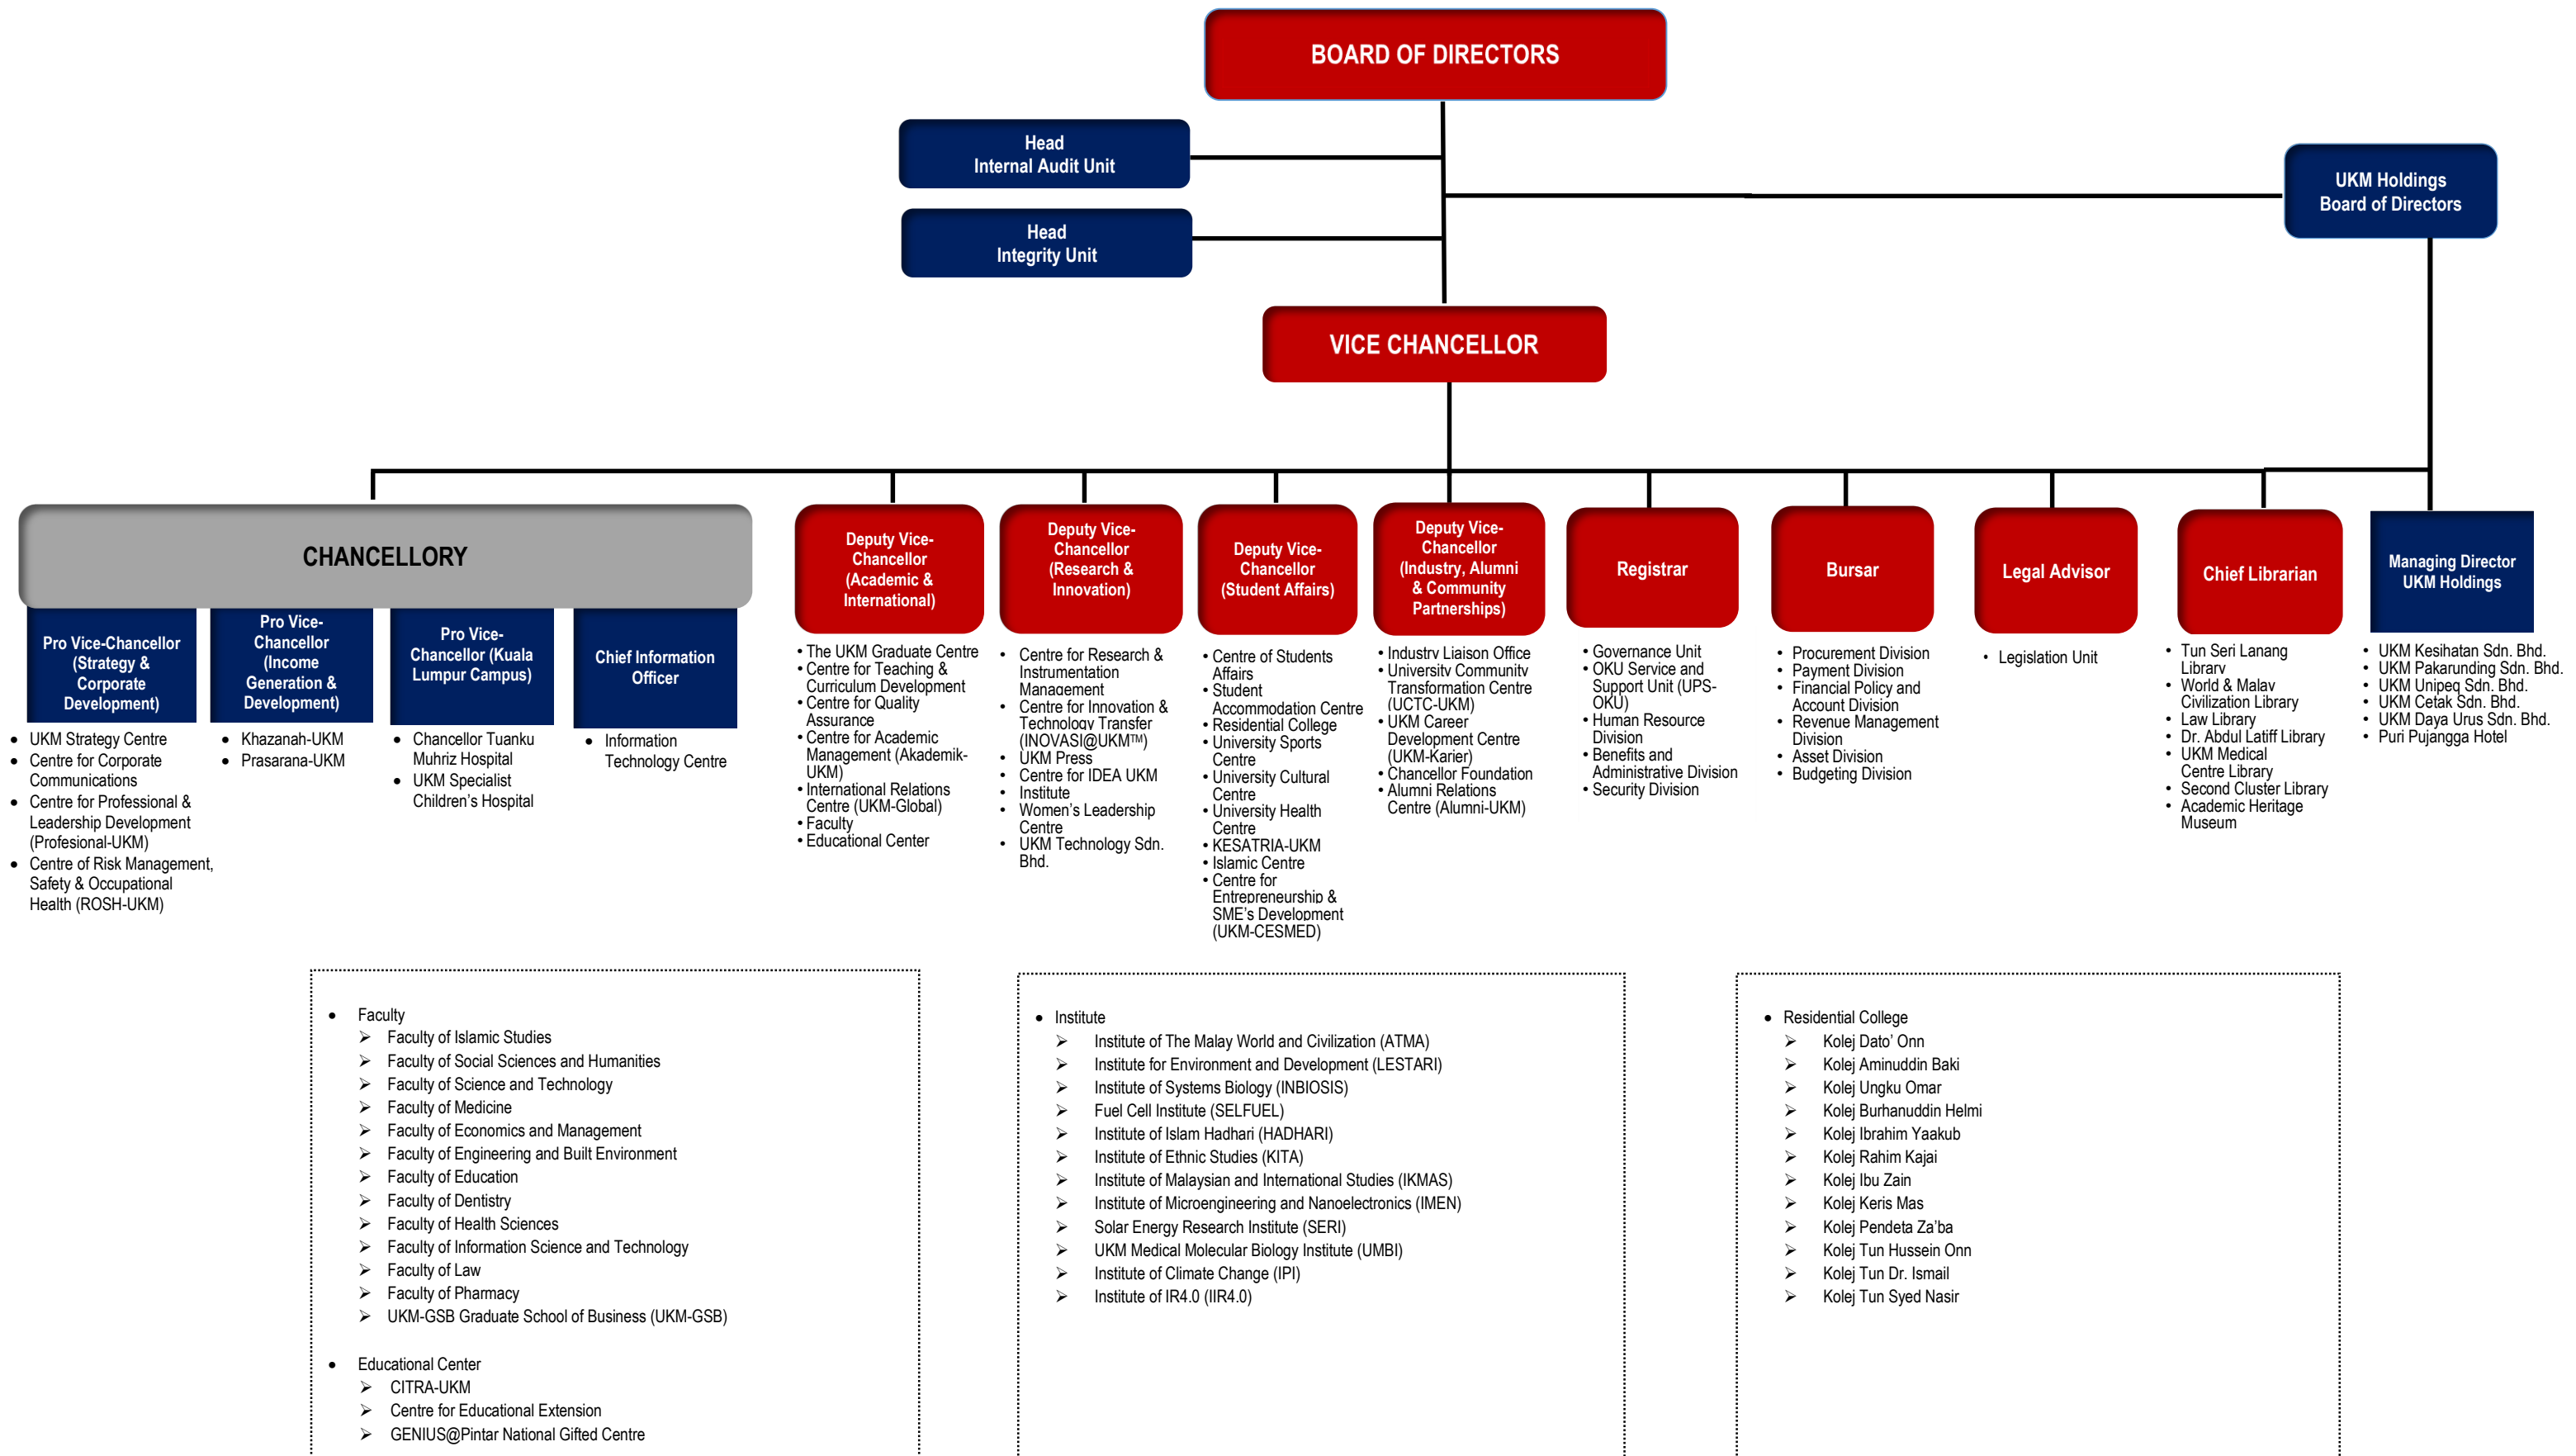 BOARD OF DIRECTORS
Head
Internal Audit Unit
UKM Holdings
Board of Directors
Head
Integrity Unit
VICE CHANCELLOR
CHANCELLORY
Pro Vice-Chancellor
(Strategy &
Corporate
Development)
• UKM Strategy Centre
• Centre for Corporate
Communications
• Centre for Professional &
Leadership Development
(Profesional-UKM)
• Centre of Risk Management,
Safety & Occupational
Health (ROSH-UKM)
Pro Vice-
Chancellor
(Income
Generation &
Development)
• Khazanah-UKM
• Prasarana-UKM
Pro Vice-
Chancellor (Kuala
Lumpur Campus)
• Chancellor Tuanku
Muhriz Hospital
• UKM Specialist
Children's Hospital
Chief Information
Officer
• Information
Technology Centre
Deputy Vice-
Chancellor
(Academic &
International)
• The UKM Graduate Centre
• Centre for Teaching &
Curriculum Development
• Centre for Quality
Assurance
• Centre for Academic
Management (Akademik-
UKM)
• International Relations
Centre (UKM-Global)
• Faculty
• Educational Center
Deputy Vice-
Chancellor
(Research &
Innovation)
• Centre for Research &
Instrumentation
Management
• Centre for Innovation &
Technology Transfer
(INOVASI@UKM™)
• UKM Press
• Centre for IDEA UKM
• Institute
• Women's Leadership
Centre
• UKM Technology Sdn.
Bhd.
Deputy Vice-
Chancellor
(Student Affairs)
• Centre of Students
Affairs
• Student
Accommodation Centre
• Residential College
• University Sports
Centre
• University Cultural
Centre
• University Health
Centre
• KESATRIA-UKM
• Islamic Centre
• Centre for
Entrepreneurship &
SME's Development
(UKM-CESMED)
Deputy Vice-
Chancellor
(Industry, Alumni
& Community
Partnerships)
• Industry Liaison Office
• University Community
Transformation Centre
(UCTC-UKM)
• UKM Career
Development Centre
(UKM-Karier)
• Chancellor Foundation
• Alumni Relations
Centre (Alumni-UKM)
Registrar
• Governance Unit
• OKU Service and
Support Unit (UPS-
OKU)
• Human Resource
Division
• Benefits and
Administrative Division
• Security Division
Bursar
• Procurement Division
• Payment Division
• Financial Policy and
Account Division
• Revenue Management
Division
• Asset Division
• Budgeting Division
Legal Advisor
• Legislation Unit
Chief Librarian
• Tun Seri Lanang
Library
• World & Malay
Civilization Library
• Law Library
• Dr. Abdul Latiff Library
• UKM Medical
Centre Library
• Second Cluster Library
• Academic Heritage
Museum
Managing Director
UKM Holdings
• UKM Kesihatan Sdn. Bhd.
• UKM Pakarunding Sdn. Bhd.
• UKM Unipeq Sdn. Bhd.
• UKM Cetak Sdn. Bhd.
• UKM Daya Urus Sdn. Bhd.
• Puri Pujangga Hotel
• Faculty
➢ Faculty of Islamic Studies
➢ Faculty of Social Sciences and Humanities
➢ Faculty of Science and Technology
➢ Faculty of Medicine
➢ Faculty of Economics and Management
➢ Faculty of Engineering and Built Environment
➢ Faculty of Education
➢ Faculty of Dentistry
➢ Faculty of Health Sciences
➢ Faculty of Information Science and Technology
➢ Faculty of Law
➢ Faculty of Pharmacy
➢ UKM-GSB Graduate School of Business (UKM-GSB)
• Educational Center
➢ CITRA-UKM
➢ Centre for Educational Extension
➢ GENIUS@Pintar National Gifted Centre
• Institute
➢ Institute of The Malay World and Civilization (ATMA)
➢ Institute for Environment and Development (LESTARI)
➢ Institute of Systems Biology (INBIOSIS)
➢ Fuel Cell Institute (SELFUEL)
➢ Institute of Islam Hadhari (HADHARI)
➢ Institute of Ethnic Studies (KITA)
➢ Institute of Malaysian and International Studies (IKMAS)
➢ Institute of Microengineering and Nanoelectronics (IMEN)
➢ Solar Energy Research Institute (SERI)
➢ UKM Medical Molecular Biology Institute (UMBI)
➢ Institute of Climate Change (IPI)
➢ Institute of IR4.0 (IIR4.0)
• Residential College
➢ Kolej Dato' Onn
➢ Kolej Aminuddin Baki
➢ Kolej Ungku Omar
➢ Kolej Burhanuddin Helmi
➢ Kolej Ibrahim Yaakub
➢ Kolej Rahim Kajai
➢ Kolej Ibu Zain
➢ Kolej Keris Mas
➢ Kolej Pendeta Za'ba
➢ Kolej Tun Hussein Onn
➢ Kolej Tun Dr. Ismail
➢ Kolej Tun Syed Nasir